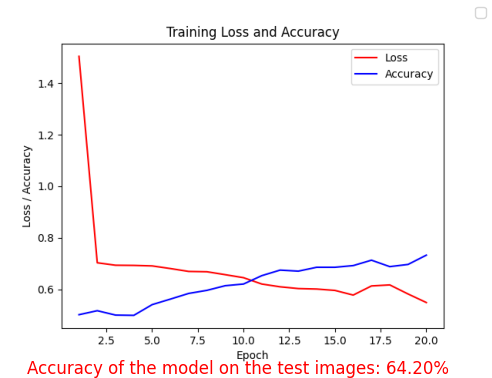 Training Loss and Accuracy
Loss
Accuracy
Loss / Accuracy
1.4
1.2
1.0
0.8
0.6
2.5 5.0 7.5 10.0 12.5 15.0 17.5 20.0
Epoch
Accuracy of the model on the test images: 64.20%